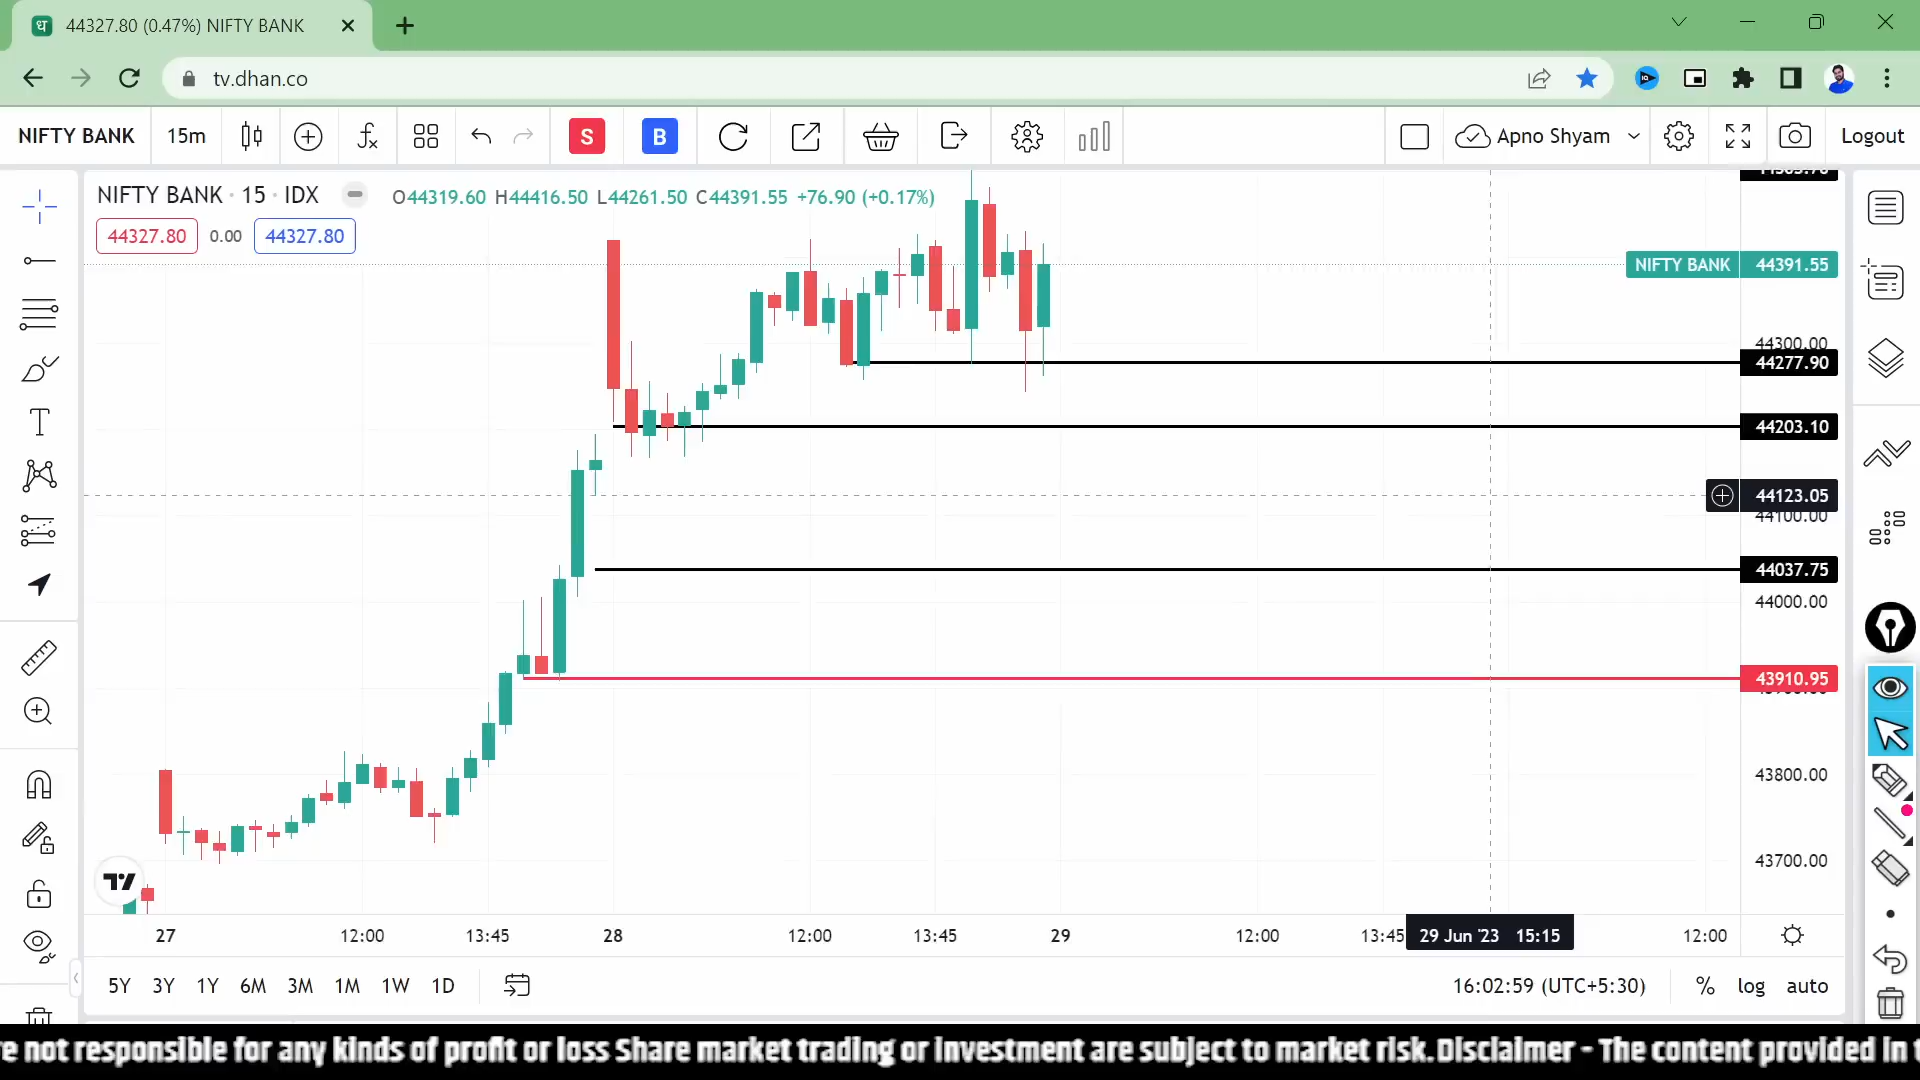 ध 44327.80 (0.47%) NIFTY BANK
tv.dhan.co
NIFTY BANK 15m S B Apno Shyam Logout
NIFTY BANK · 15 · IDX O44319.60 H44416.50 L44261.50 C44391.55 +76.90 (+0.17%)
44327.80 0.00 44327.80
NIFTY BANK 44391.55
44300.00
44277.90
44203.10
44123.05
44100.00
44037.75
44000.00
43910.95
43800.00
43700.00
27 12:00 13:45 28 12:00 13:45 29 12:00 13:45 29 Jun '23 15:15 12:00
5Y 3Y 1Y 6M 3M 1M 1W 1D 16:02:59 (UTC+5:30) % log auto
re not responsible for any kinds of profit or loss Share market trading or investment are subject to market risk.Disclaimer - The content provided in